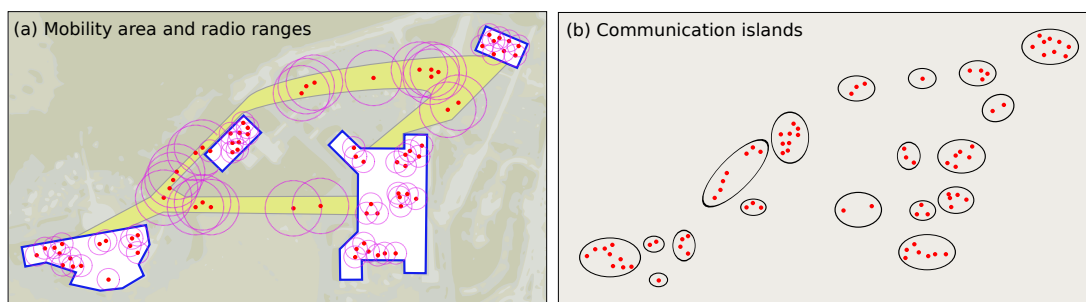 (a) Mobility area and radio ranges
(b) Communication islands